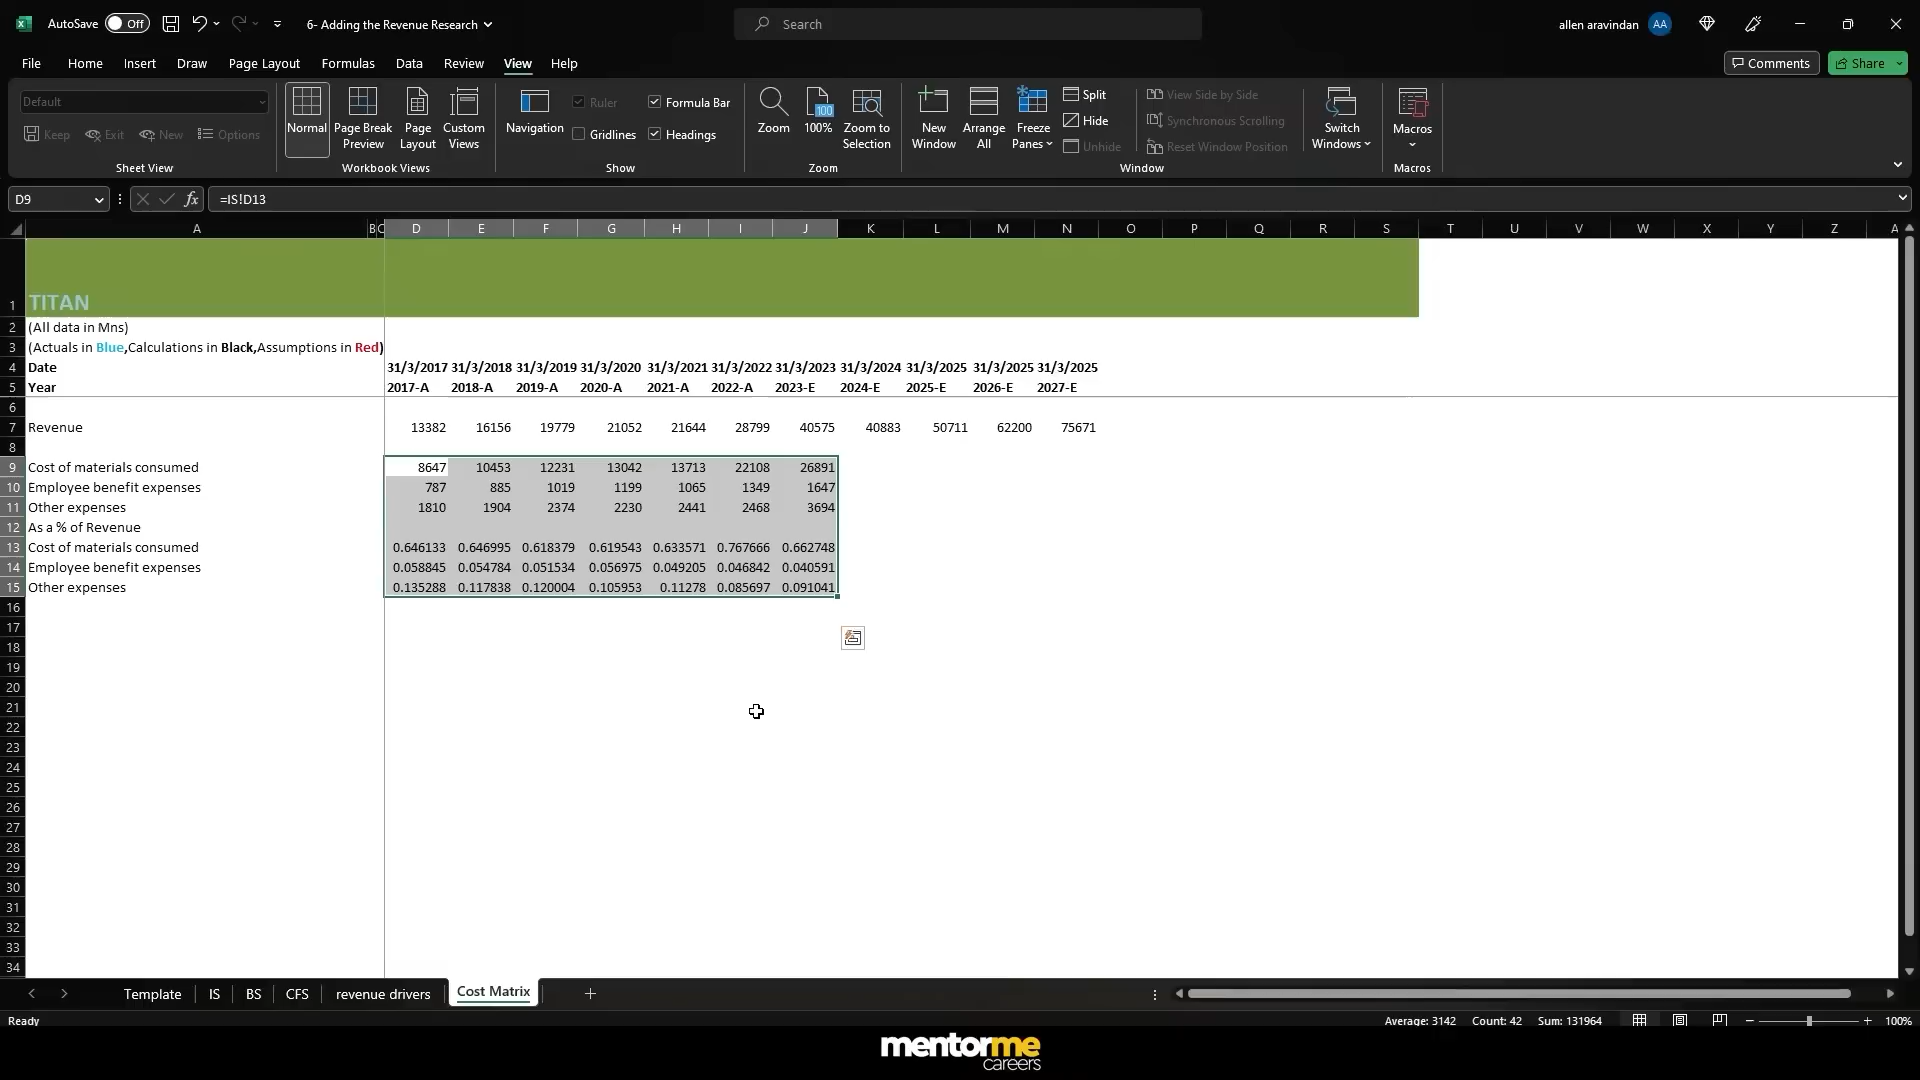 AutoSave Off 6- Adding the Revenue Research Search allen aravindan AA
File Home Insert Draw Page Layout Formulas Data Review View Help Comments Share
Default
Keep Exit New Options
Sheet View
Normal Page Break Preview Page Layout Custom Views
Workbook Views
Navigation Ruler Formula Bar
Gridlines Headings
Show
Zoom 100% Zoom to Selection
Zoom
New Window Arrange All Freeze Panes
Split Hide Unhide
View Side by Side
Synchronous Scrolling
Reset Window Position
Switch Windows
Window
Macros
Macros
D9 fx =IS!D13
A B C D E F G H I J K L M N O P Q R S T U V W X Y Z A
1 TITAN
2 (All data in Mns)
3 (Actuals in Blue,Calculations in Black,Assumptions in Red)
4 Date 31/3/2017 31/3/2018 31/3/2019 31/3/2020 31/3/2021 31/3/2022 31/3/2023 31/3/2024 31/3/2025 31/3/2025 31/3/2025
5 Year 2017-A 2018-A 2019-A 2020-A 2021-A 2022-A 2023-E 2024-E 2025-E 2026-E 2027-E
6
7 Revenue 13382 16156 19779 21052 21644 28799 40575 40883 50711 62200 75671
8
9 Cost of materials consumed 8647 10453 12231 13042 13713 22108 26891
10 Employee benefit expenses 787 885 1019 1199 1065 1349 1647
11 Other expenses 1810 1904 2374 2230 2441 2468 3694
12 As a % of Revenue
13 Cost of materials consumed 0.646133 0.646995 0.618379 0.619543 0.633571 0.767666 0.662748
14 Employee benefit expenses 0.058845 0.054784 0.051534 0.056975 0.049205 0.046842 0.040591
15 Other expenses 0.135288 0.117838 0.120004 0.105953 0.11278 0.085697 0.091041
16
17
18
19
20
21
22
23
24
25
26
27
28
29
30
31
32
33
34
Template IS BS CFS revenue drivers Cost Matrix
Ready Average: 3142 Count: 42 Sum: 131964 100%
mentorme
careers